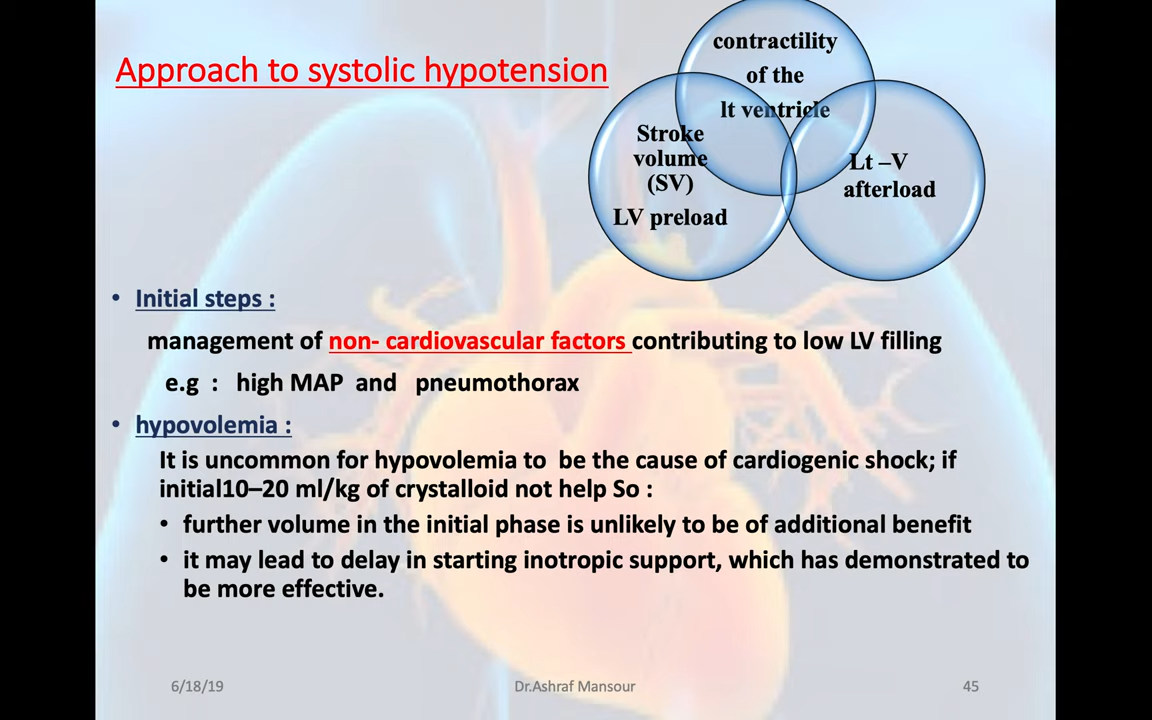 Approach to systolic hypotension
contractility
of the
lt ventricle
Stroke
volume
(SV)
LV preload
Lt –V
afterload
• Initial steps :
management of non- cardiovascular factors contributing to low LV filling
e.g : high MAP and pneumothorax
• hypovolemia :
It is uncommon for hypovolemia to be the cause of cardiogenic shock; if
initial10–20 ml/kg of crystalloid not help So :
• further volume in the initial phase is unlikely to be of additional benefit
• it may lead to delay in starting inotropic support, which has demonstrated to
be more effective.
6/18/19
Dr.Ashraf Mansour
45